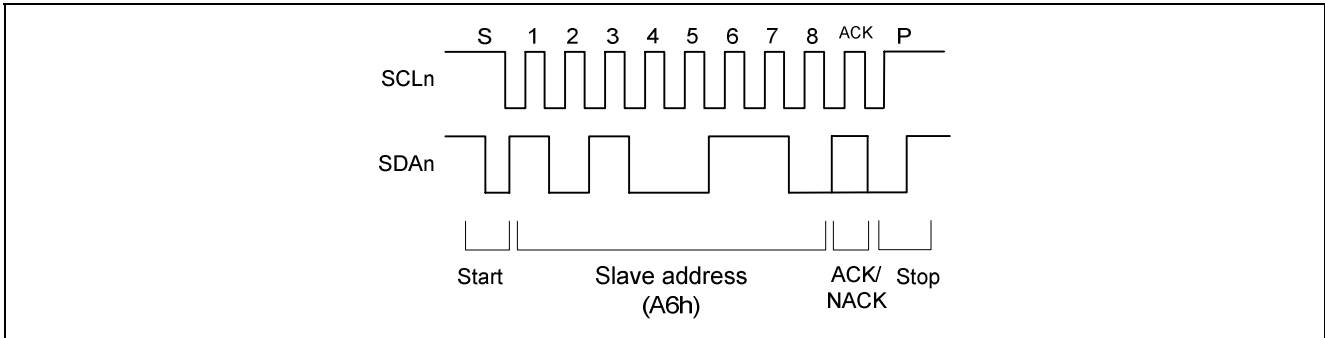 S 1 2 3 4 5 6 7 8 ACK P
SCLn
SDAn
Start Slave address ACK/ Stop
(A6h) NACK